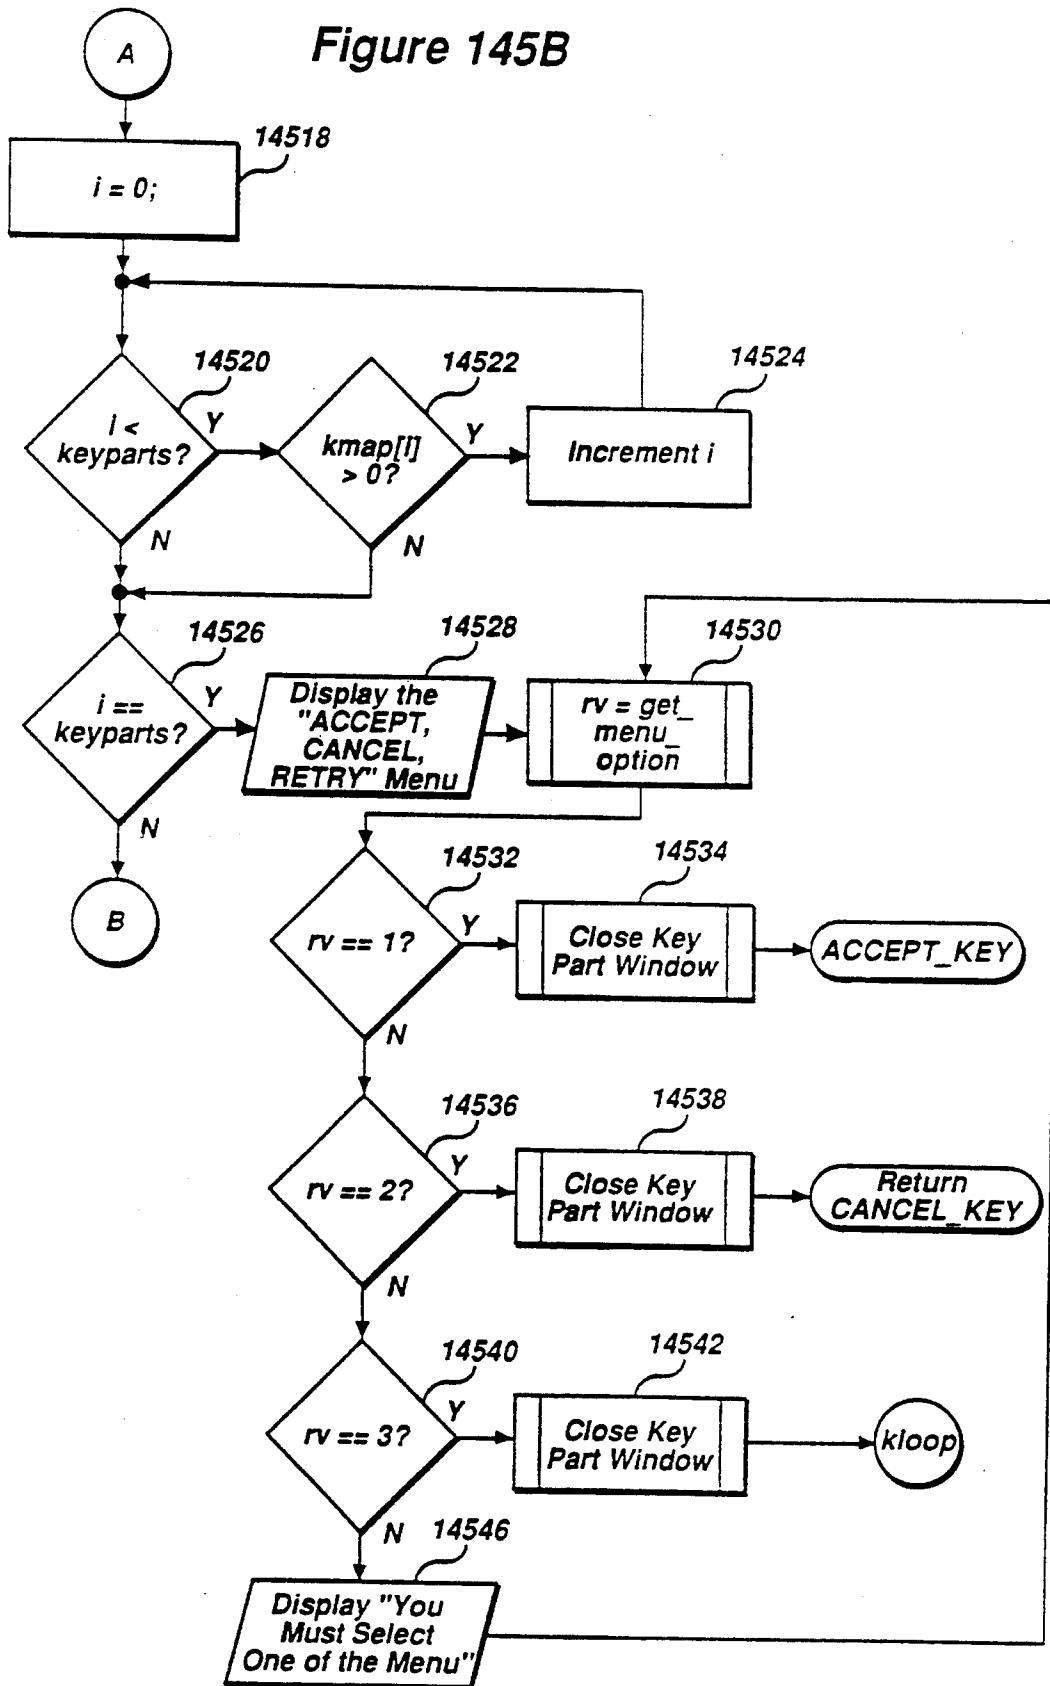 Figure 145B
A
14518
i = 0;
14520
14522
14524
i <
keyparts?
Y
kmap[i]
> 0?
Y
Increment i
N
N
14526
14528
14530
i ==
keyparts?
Y
Display the
"ACCEPT,
CANCEL,
RETRY" Menu
rv = get_
menu_
option
N
B
14532
14534
rv == 1?
Y
Close Key
Part Window
ACCEPT_KEY
N
14536
14538
rv == 2?
Y
Close Key
Part Window
Return
CANCEL_KEY
N
14540
14542
rv == 3?
Y
Close Key
Part Window
kloop
N
14546
Display "You
Must Select
One of the Menu"